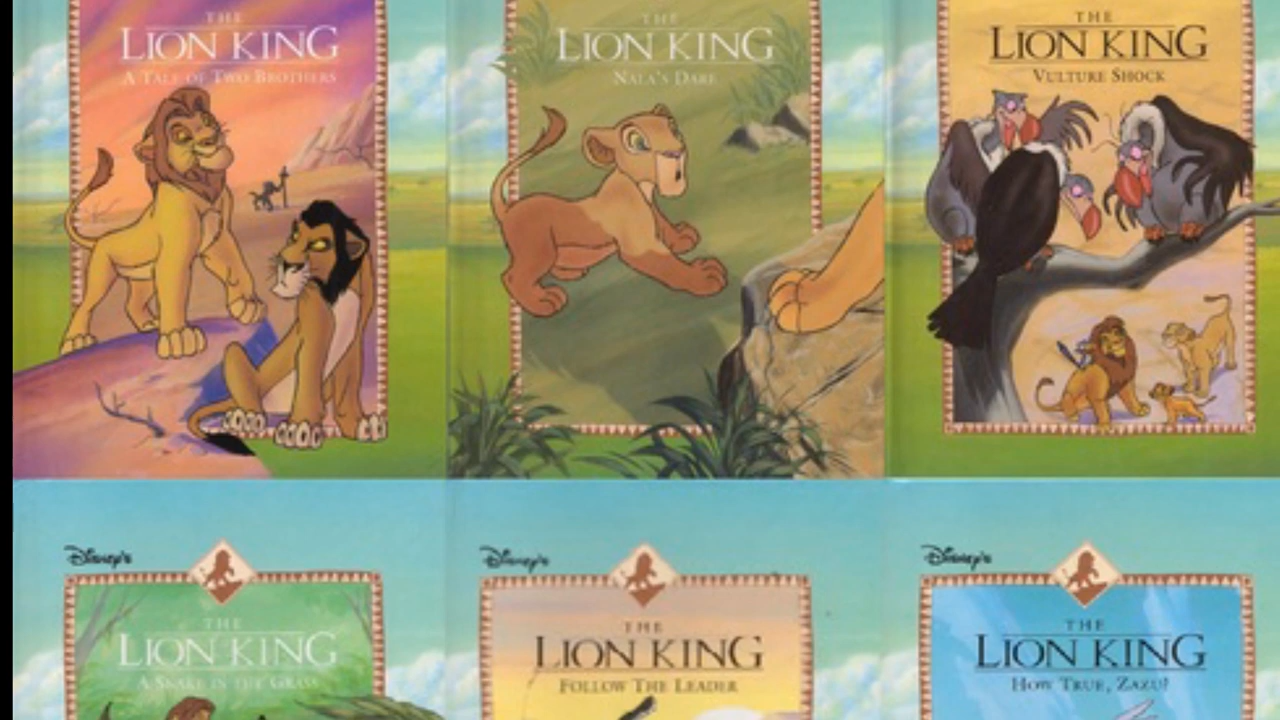 THE
LION KING
A TALE OF TWO BROTHERS
THE
LION KING
NALA'S DARE
THE
LION KING
VULTURE SHOCK
Disney's
THE
LION KING
A SNAKE IN THE GRASS
Disney's
THE
LION KING
FOLLOW THE LEADER
Disney's
THE
LION KING
HOW TRUE, ZAZU?